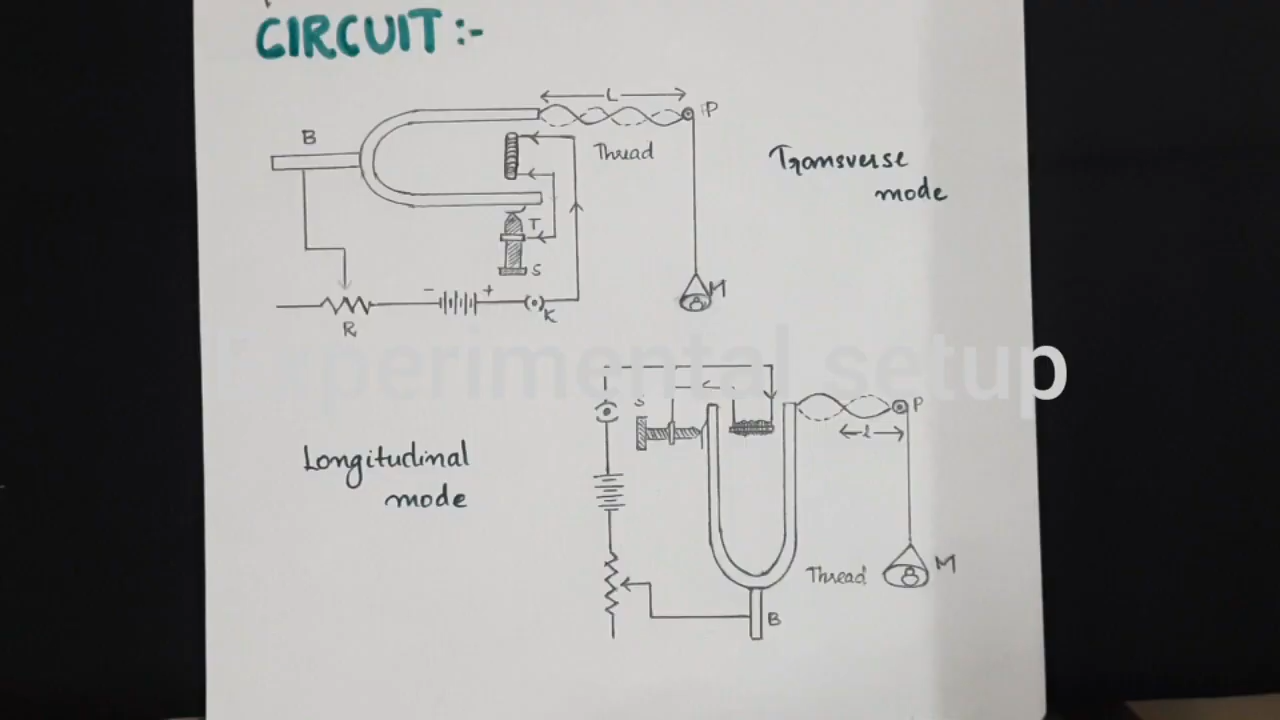 CIRCUIT :-
L
P
B
Thread
Transverse
mode
T
S
- +
K
M
R
Experimental setup
S
P
l
Longitudinal
mode
Thread
M
B